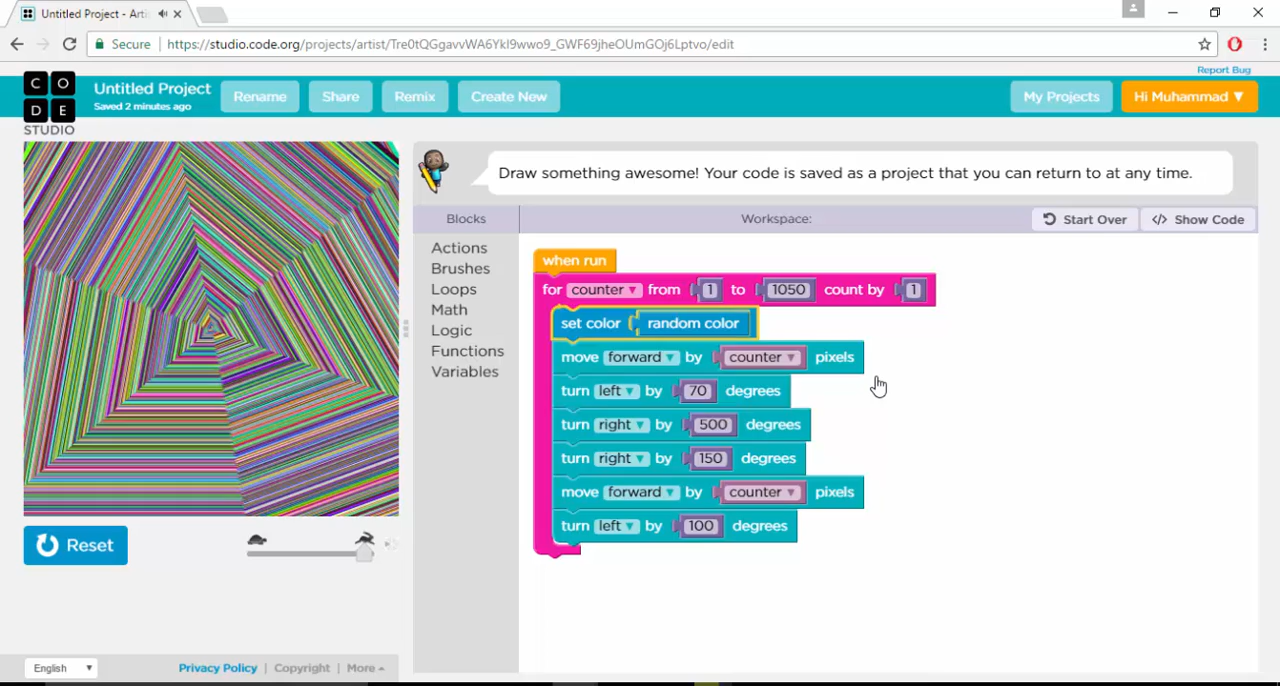 Untitled Project - Arti
Secure
https://studio.code.org/projects/artist/Tre0tQGgavvWA6Ykl9wwo9_GWF69jheOUmGOj6Lptvo/edit
Report Bug
C O
D E
STUDIO
Untitled Project
Saved 2 minutes ago
Rename
Share
Remix
Create New
My Projects
Hi Muhammad ▼
Draw something awesome! Your code is saved as a project that you can return to at any time.
Blocks
Workspace:
Start Over
</> Show Code
Actions
Brushes
Loops
Math
Logic
Functions
Variables
when run
for counter from 1 to 1050 count by 1
set color random color
move forward by counter pixels
turn left by 70 degrees
turn right by 500 degrees
turn right by 150 degrees
move forward by counter pixels
turn left by 100 degrees
Reset
English
Privacy Policy | Copyright | More